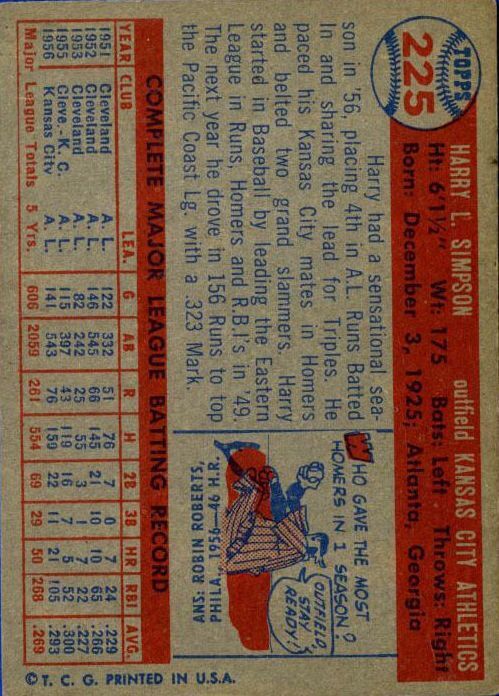 TOPPS
225
HARRY L. SIMPSON outfield KANSAS CITY ATHLETICS
Ht: 6'1½" Wt: 175 Bats: Left Throws: Right
Born: December 3, 1925; Atlanta, Georgia
Harry had a sensational sea-
son in '56, placing 4th in A.L. Runs Batted
In and sharing the lead for Triples. He
paced his Kansas City mates in Homers
and belted two grand slammers. Harry
started in Baseball by leading the Eastern
League in Runs, Homers and R.B.I's in '49.
The next year he drove in 156 Runs to top
the Pacific Coast Lg. with a .323 Mark.
WHO GAVE THE MOST
HOMERS IN 1 SEASON?
OUTFIELD,
STAY
READY!
ANS: ROBIN ROBERTS,
PHILA. 1956-46 H.R.
COMPLETE MAJOR LEAGUE BATTING RECORD
YEAR CLUB LEA. G AB R H 2B 3B HR RBI AVG.
1951 Cleveland A. L. 122 332 51 76 7 0 7 24 .229
1952 Cleveland A. L. 146 545 66 145 21 10 10 65 .266
1953 Cleveland A. L. 82 242 25 55 3 1 7 22 .227
1955 Cleve.-K. C. A. L. 115 397 43 119 16 7 5 52 .300
1956 Kansas City A. L. 141 543 76 159 22 11 21 105 .293
Major League Totals 5 Yrs. 606 2059 261 554 69 29 50 268 .269
© T. C. G. PRINTED IN U.S.A.